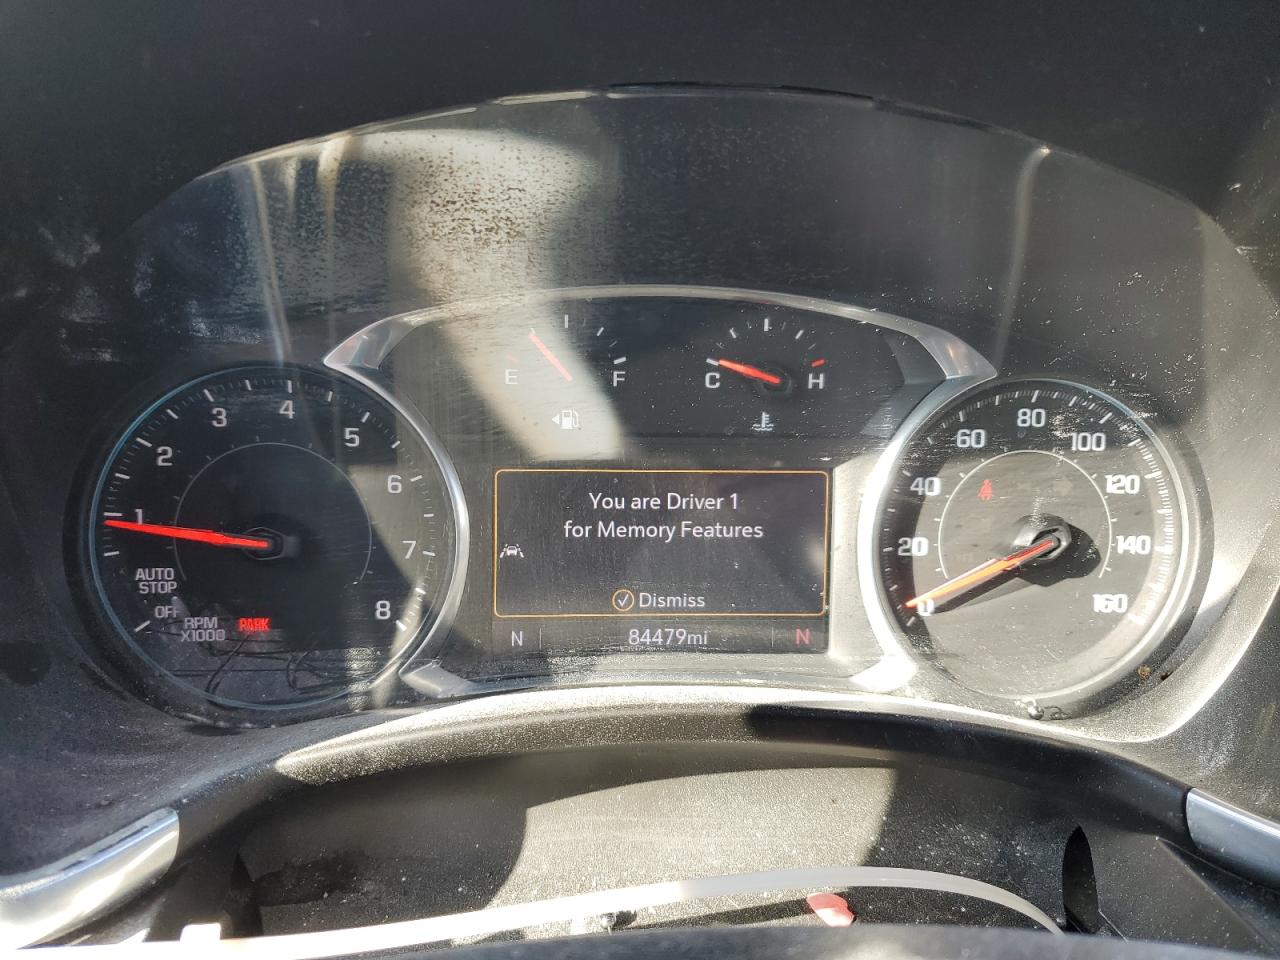 1
2
3
4
5
6
7
8
AUTO
STOP
OFF
RPM
X1000
PARK
E
F
C
H
You are Driver 1
for Memory Features
Dismiss
N
84479mi
N
0
20
40
60
80
100
120
140
160